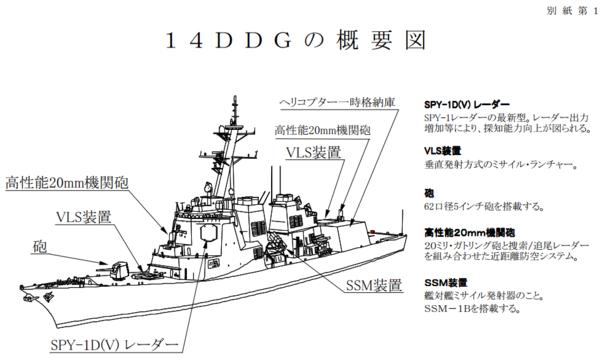 別紙第1
14DDGの概要図
ヘリコプター一時格納庫
高性能20mm機関砲
VLS装置
高性能20mm機関砲
VLS装置
砲
SSM装置
SPY-1D(V) レーダー
SPY-1D(V) レーダー
SPY-1レーダーの最新型。レーダー出力
増加等により、探知能力向上が図られる。
VLS装置
垂直発射方式のミサイル・ランチャー。
砲
62口径5インチ砲を搭載する。
高性能20mm機関砲
20ミリ・ガトリング砲と捜索/追尾レーダー
を組み合わせた近距離防空システム。
SSM装置
艦対艦ミサイル発射器のこと。
SSM－1Bを搭載する。